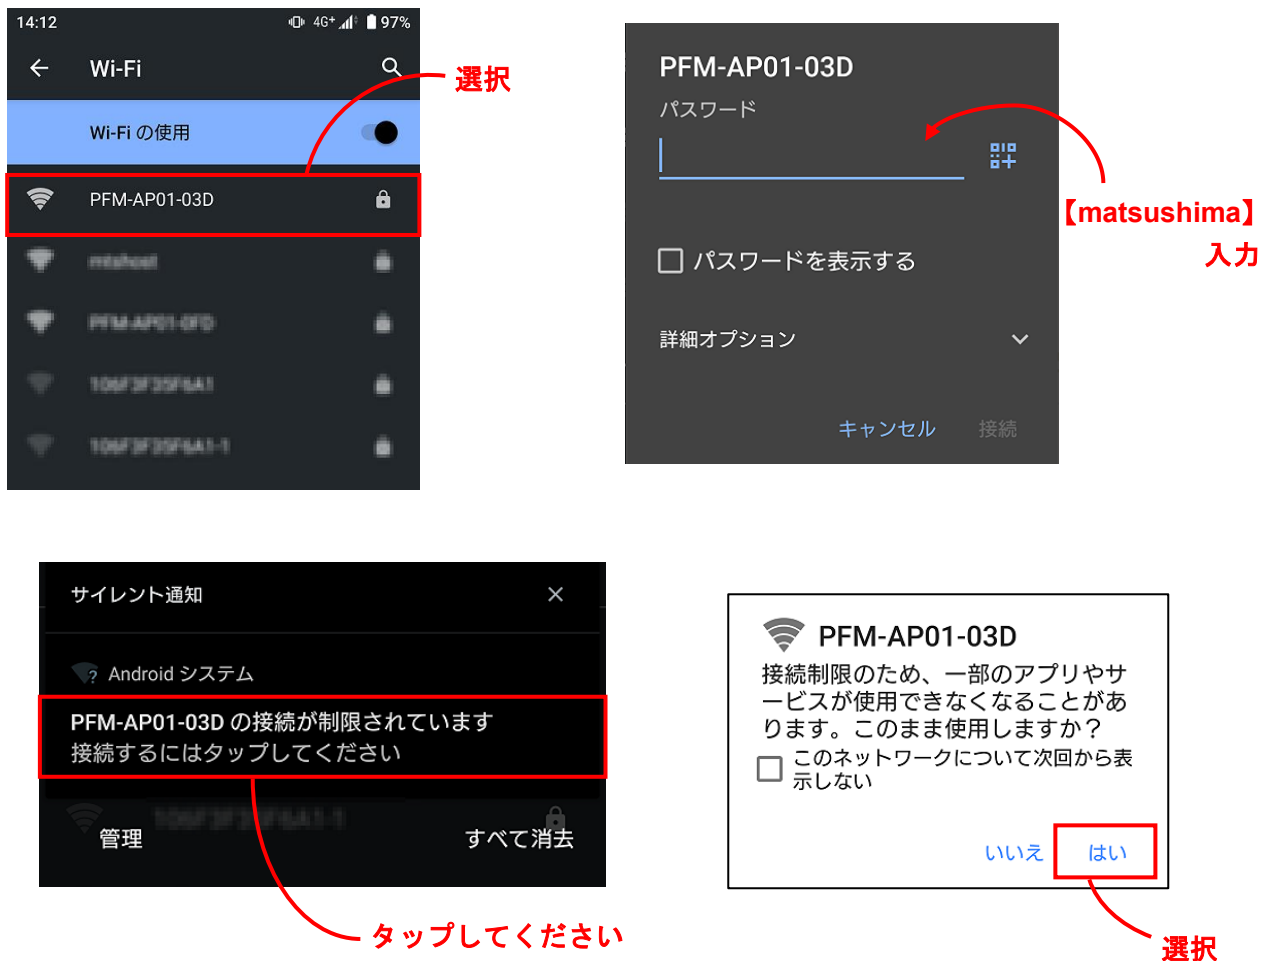 14:12
4G+
97%
Wi-Fi
選択
Wi-Fi の使用
PFM-AP01-03D
mtshost
PFM-AP01-0FD
106F3F35F6A1
106F3F35F6A1-1
PFM-AP01-03D
パスワード
【matsushima】
入力
パスワードを表示する
詳細オプション
キャンセル 接続
サイレント通知
Android システム
PFM-AP01-03D の接続が制限されています
接続するにはタップしてください
106F3F35F6A1-1
管理 すべて消去
タップしてください
PFM-AP01-03D
接続制限のため、一部のアプリやサ
ービスが使用できなくなることがあ
ります。このまま使用しますか？
このネットワークについて次回から表
示しない
いいえ はい
選択